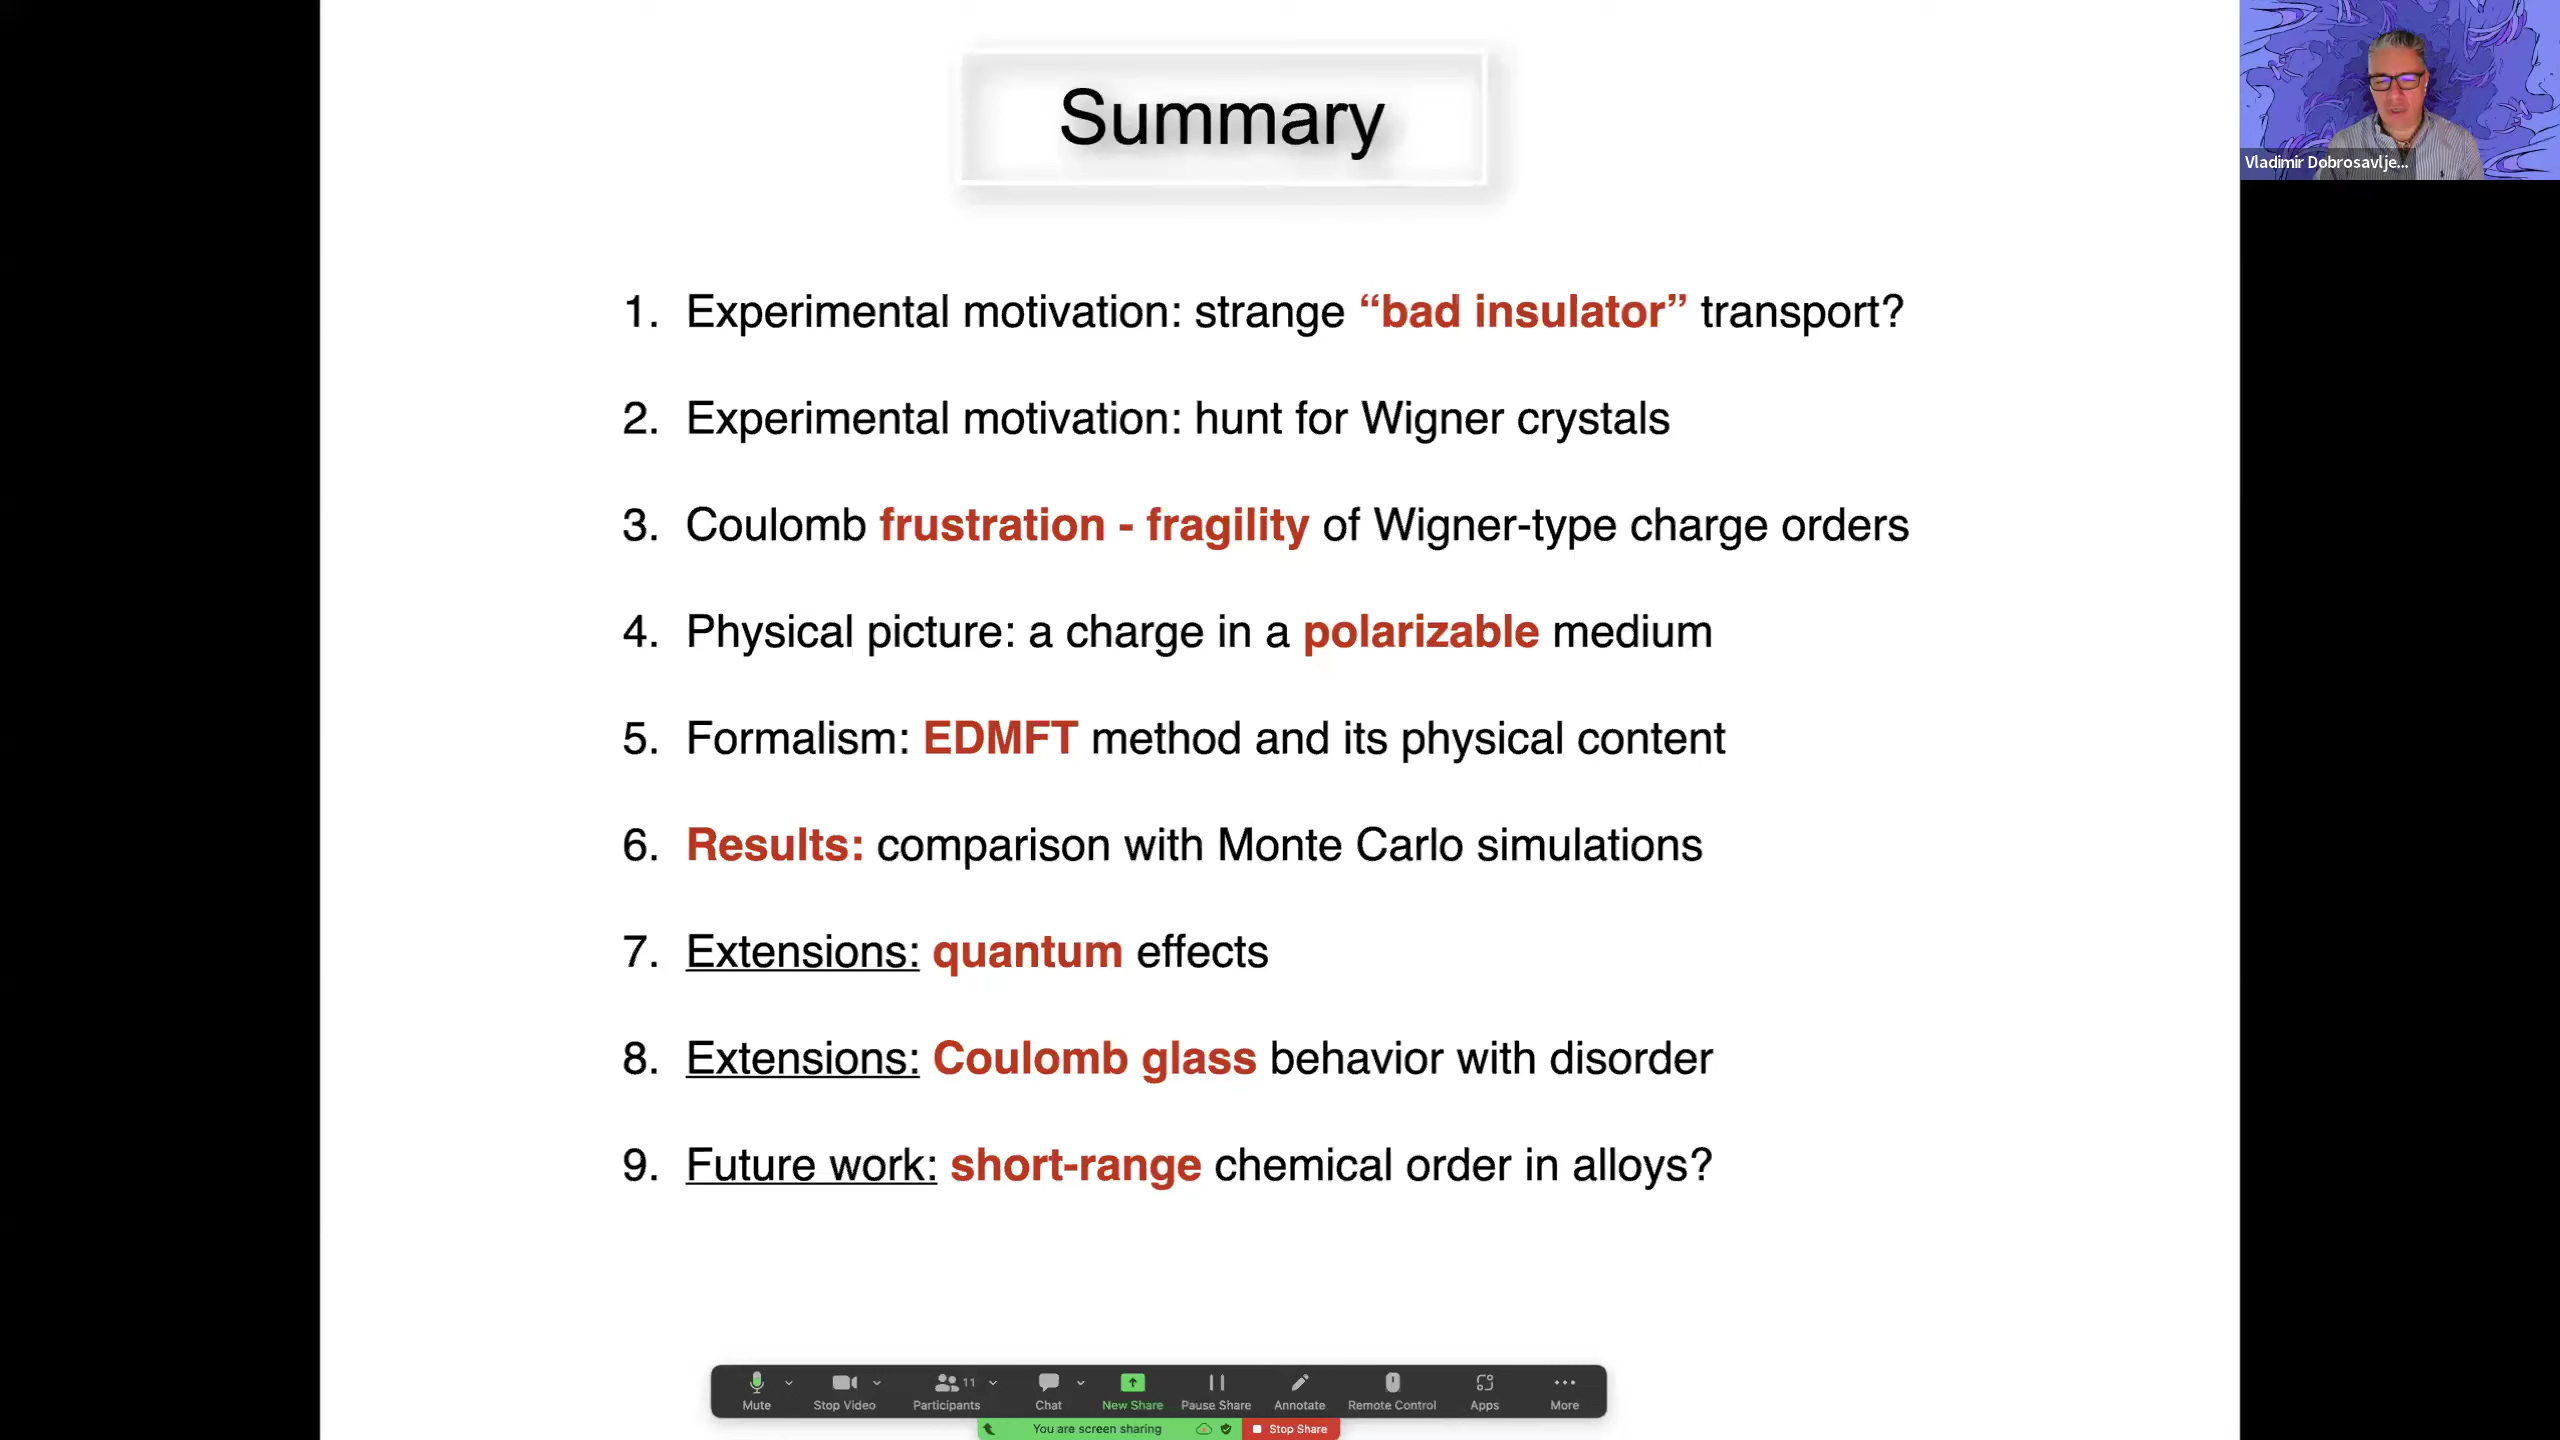 Summary
Vladimir Dobrosavlje...
1. Experimental motivation: strange “bad insulator” transport?
2. Experimental motivation: hunt for Wigner crystals
3. Coulomb frustration - fragility of Wigner-type charge orders
4. Physical picture: a charge in a polarizable medium
5. Formalism: EDMFT method and its physical content
6. Results: comparison with Monte Carlo simulations
7. Extensions: quantum effects
8. Extensions: Coulomb glass behavior with disorder
9. Future work: short-range chemical order in alloys?
11
Mute Stop Video Participants Chat New Share Pause Share Annotate Remote Control Apps More
You are screen sharing Stop Share